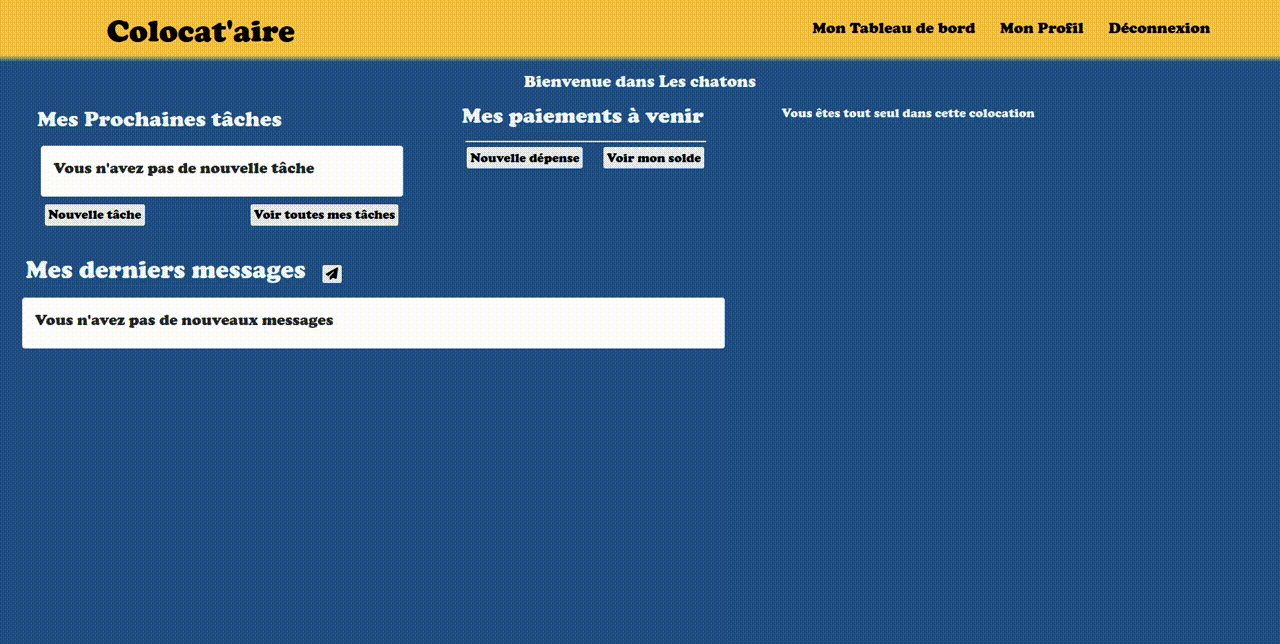 Colocat'aire
Mon Tableau de bord
Mon Profil
Déconnexion
Bienvenue dans Les chatons
Mes Prochaines tâches
Vous n'avez pas de nouvelle tâche
Nouvelle tâche
Voir toutes mes tâches
Mes paiements à venir
Nouvelle dépense
Voir mon solde
Vous êtes tout seul dans cette colocation
Mes derniers messages
Vous n'avez pas de nouveaux messages